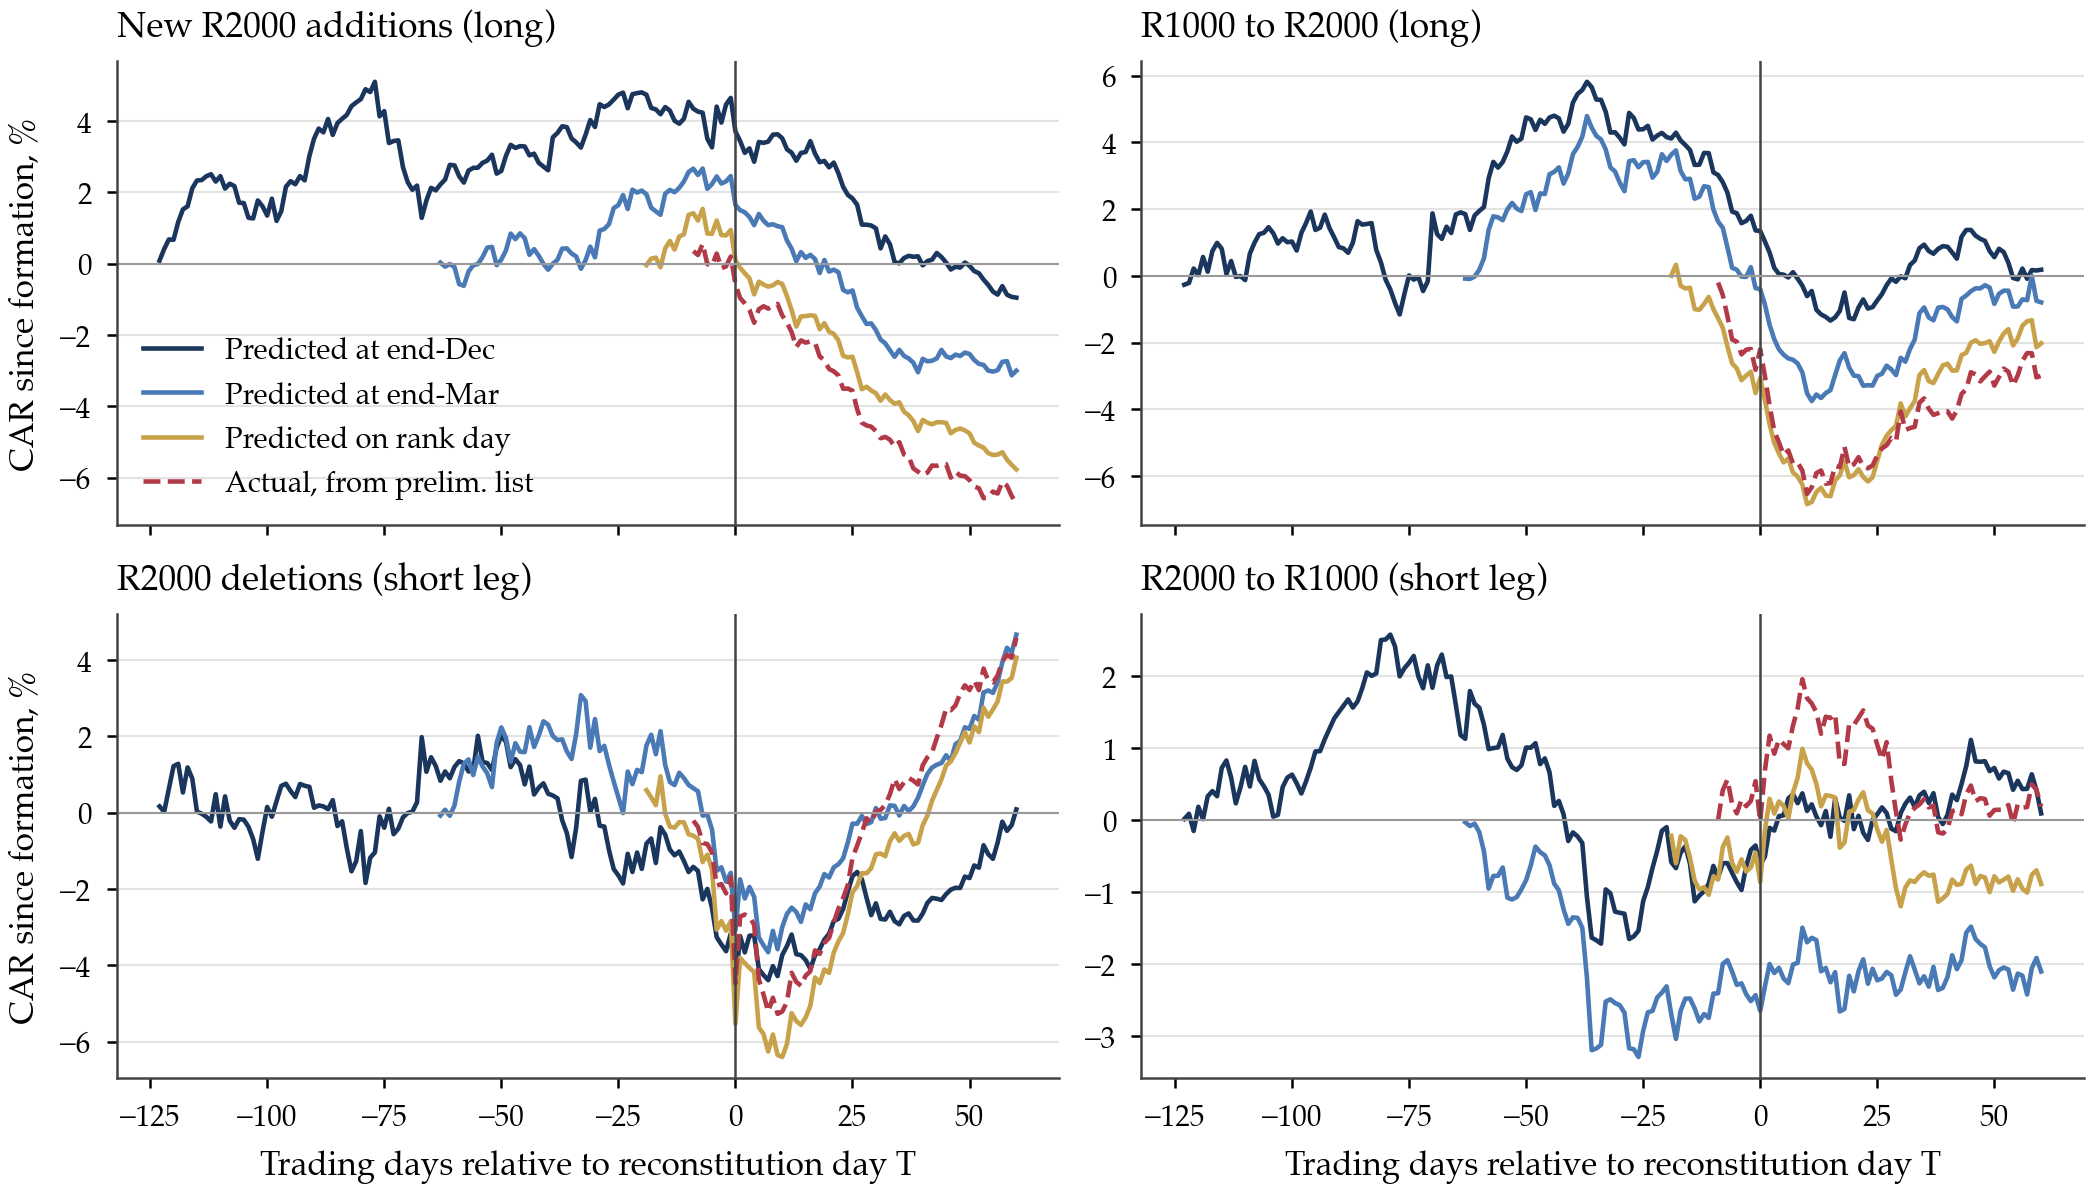 New R2000 additions (long)
R1000 to R2000 (long)
CAR since formation, %
4
2
0
−2
−4
−6
Predicted at end-Dec
Predicted at end-Mar
Predicted on rank day
Actual, from prelim. list
6
4
2
0
−2
−4
−6
R2000 deletions (short leg)
R2000 to R1000 (short leg)
CAR since formation, %
4
2
0
−2
−4
−6
2
1
0
−1
−2
−3
−125 −100 −75 −50 −25 0 25 50
−125 −100 −75 −50 −25 0 25 50
Trading days relative to reconstitution day T
Trading days relative to reconstitution day T